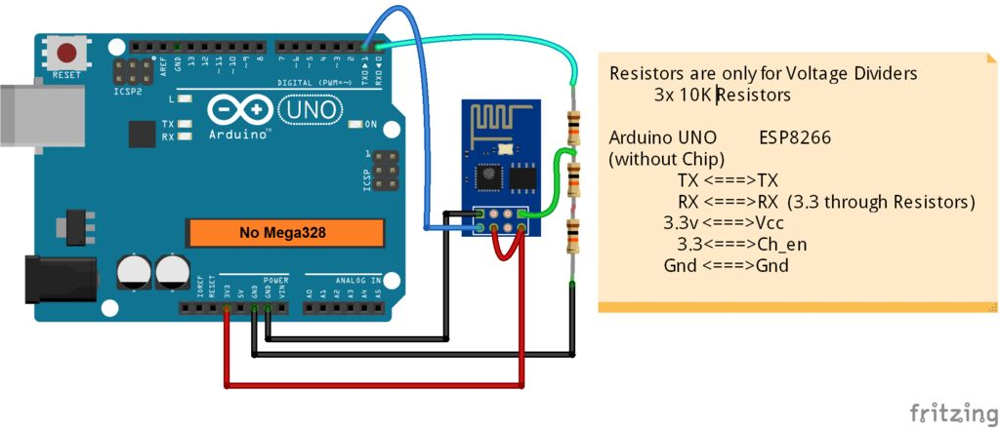 RESET
ICSP2
AREF
GND
13
12
~11
~10
~9
8
7
~6
~5
4
~3
2
TX0 1
RX0 0
DIGITAL (PWM=~)
L
TX
RX
Arduino™
UNO
ON
1
ICSP
No Mega328
IOREF
RESET
3V3
5V
GND
GND
VIN
POWER
A0
A1
A2
A3
A4
A5
ANALOG IN
Resistors are only for Voltage Dividers
3x 10K Resistors
Arduino UNO ESP8266
(without Chip)
TX <===>TX
RX <===>RX (3.3 through Resistors)
3.3v <===>Vcc
3.3<===>Ch_en
Gnd <===>Gnd
fritzing